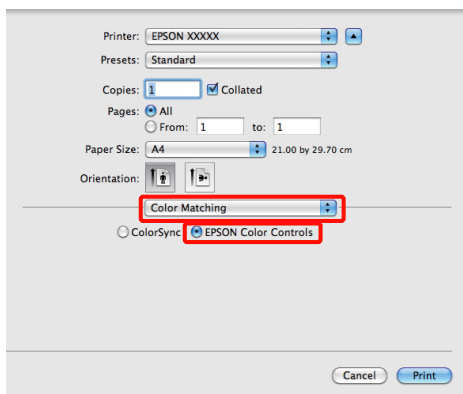 Printer: EPSON XXXXX
Presets: Standard
Copies: 1 Collated
Pages: All
From: 1 to: 1
Paper Size: A4 21.00 by 29.70 cm
Orientation:
Color Matching
ColorSync EPSON Color Controls
Cancel Print